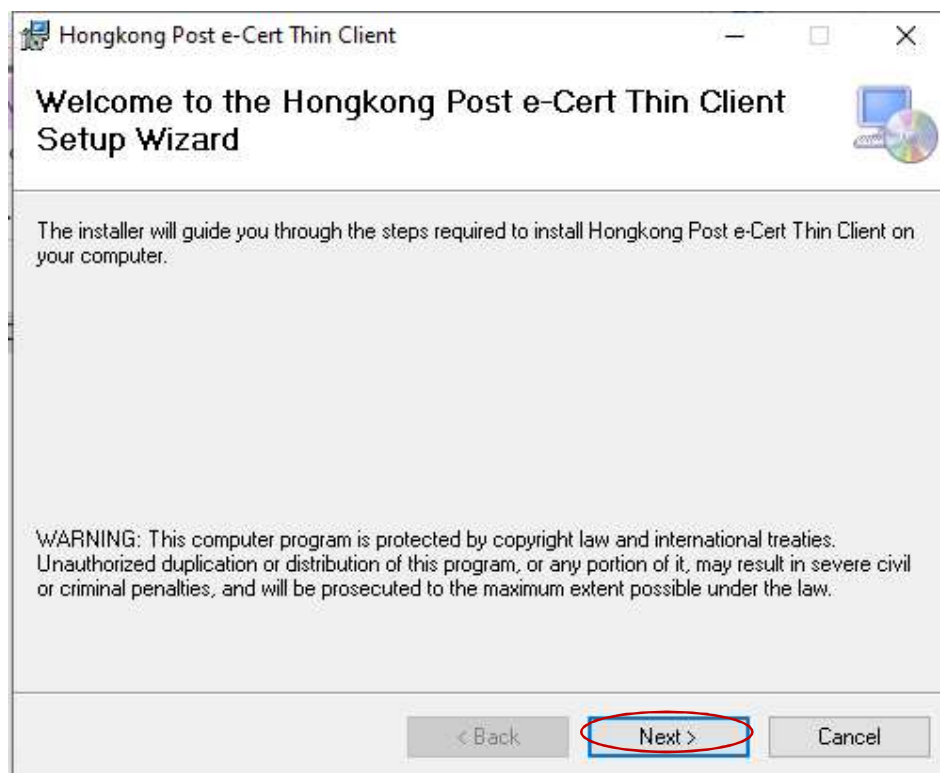 Hongkong Post e-Cert Thin Client
Welcome to the Hongkong Post e-Cert Thin Client
Setup Wizard
The installer will guide you through the steps required to install Hongkong Post e-Cert Thin Client on
your computer.
WARNING: This computer program is protected by copyright law and international treaties.
Unauthorized duplication or distribution of this program, or any portion of it, may result in severe civil
or criminal penalties, and will be prosecuted to the maximum extent possible under the law.
< Back
Next >
Cancel